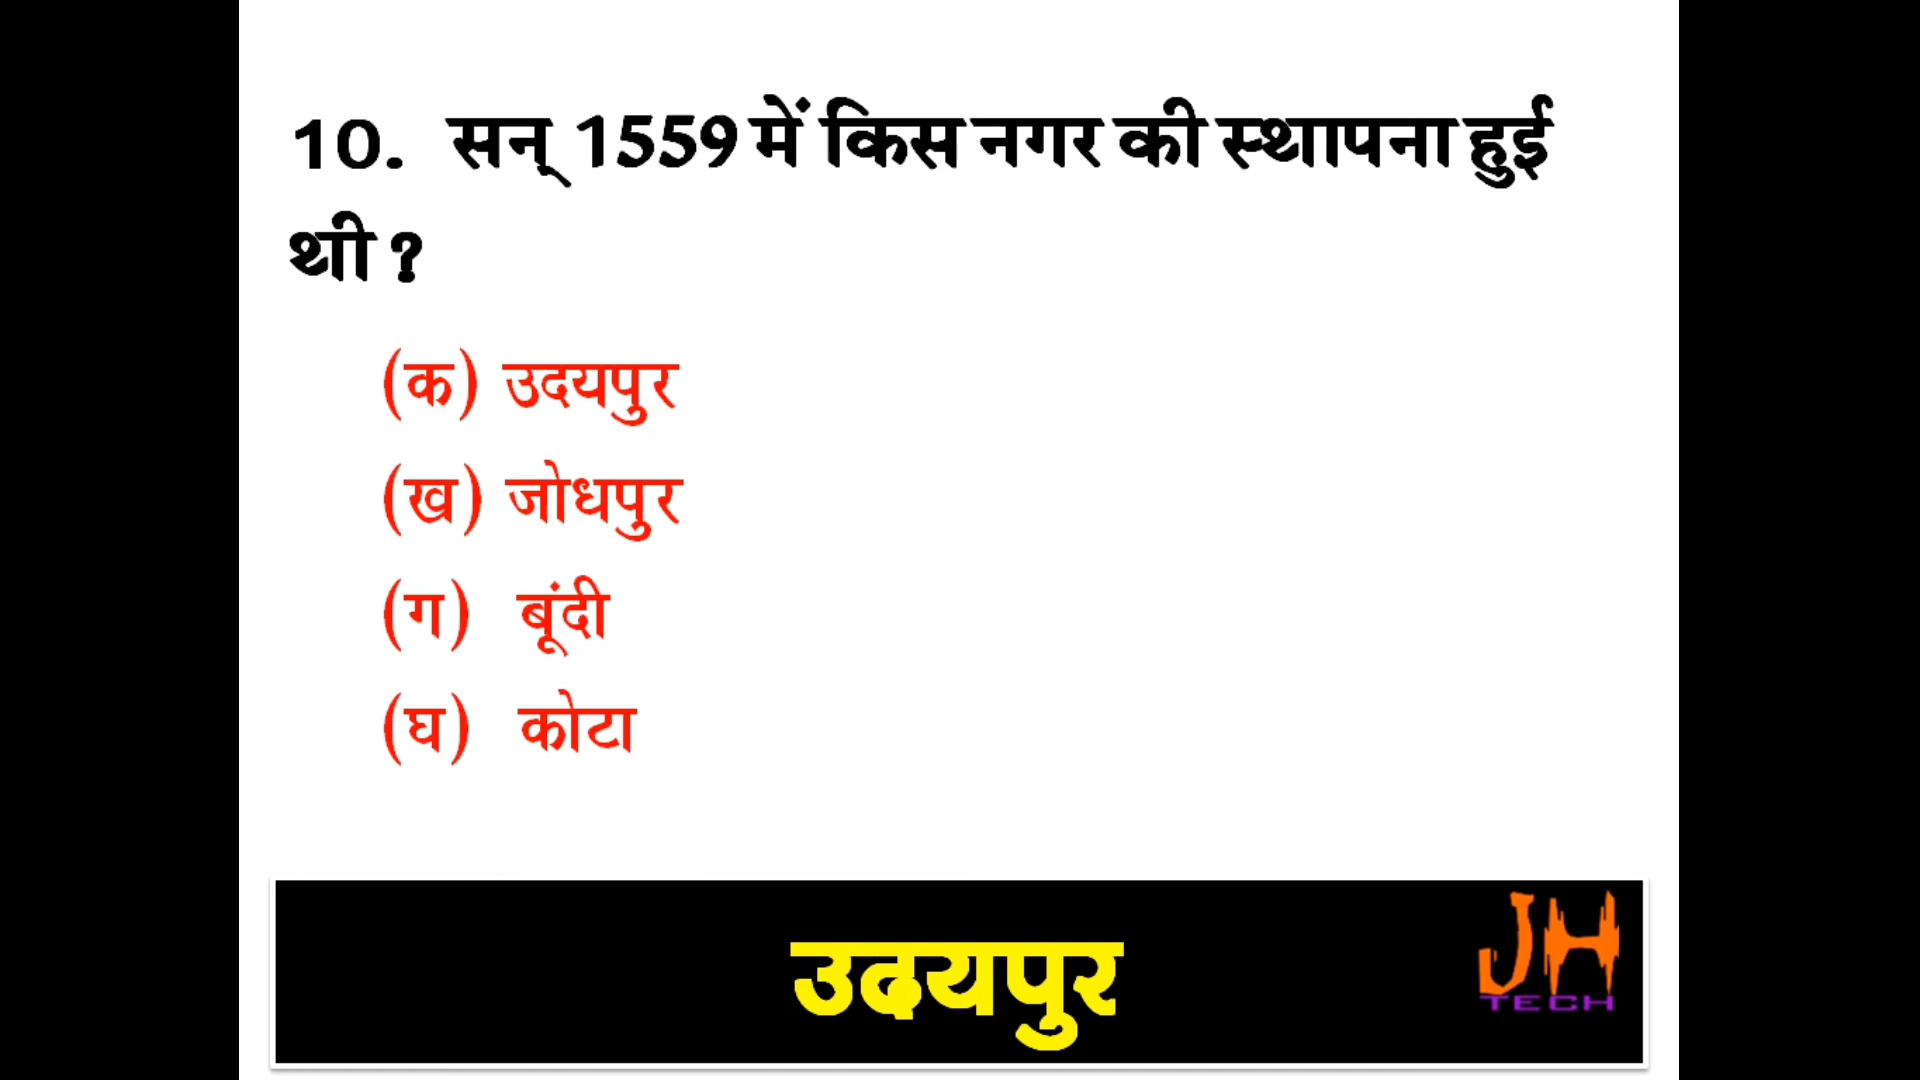 10. सन् 1559 में किस नगर की स्थापना हुई
थी ?
(क) उदयपुर
(ख) जोधपुर
(ग) बूंदी
(घ) कोटा
उदयपुर
JH
TECH